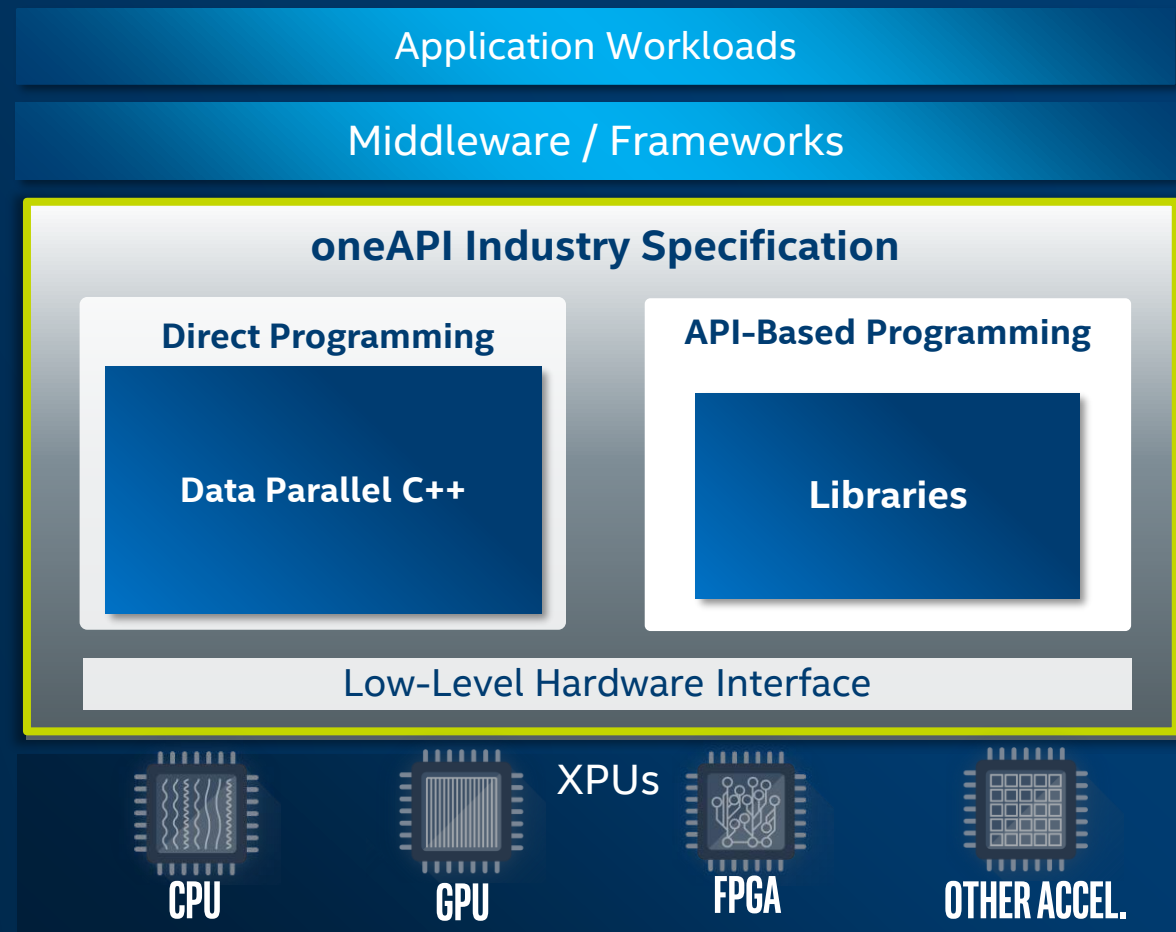 Application Workloads
Middleware / Frameworks
oneAPI Industry Specification
Direct Programming
Data Parallel C++
API-Based Programming
Libraries
Low-Level Hardware Interface
XPUs
CPU
GPU
FPGA
OTHER ACCEL.